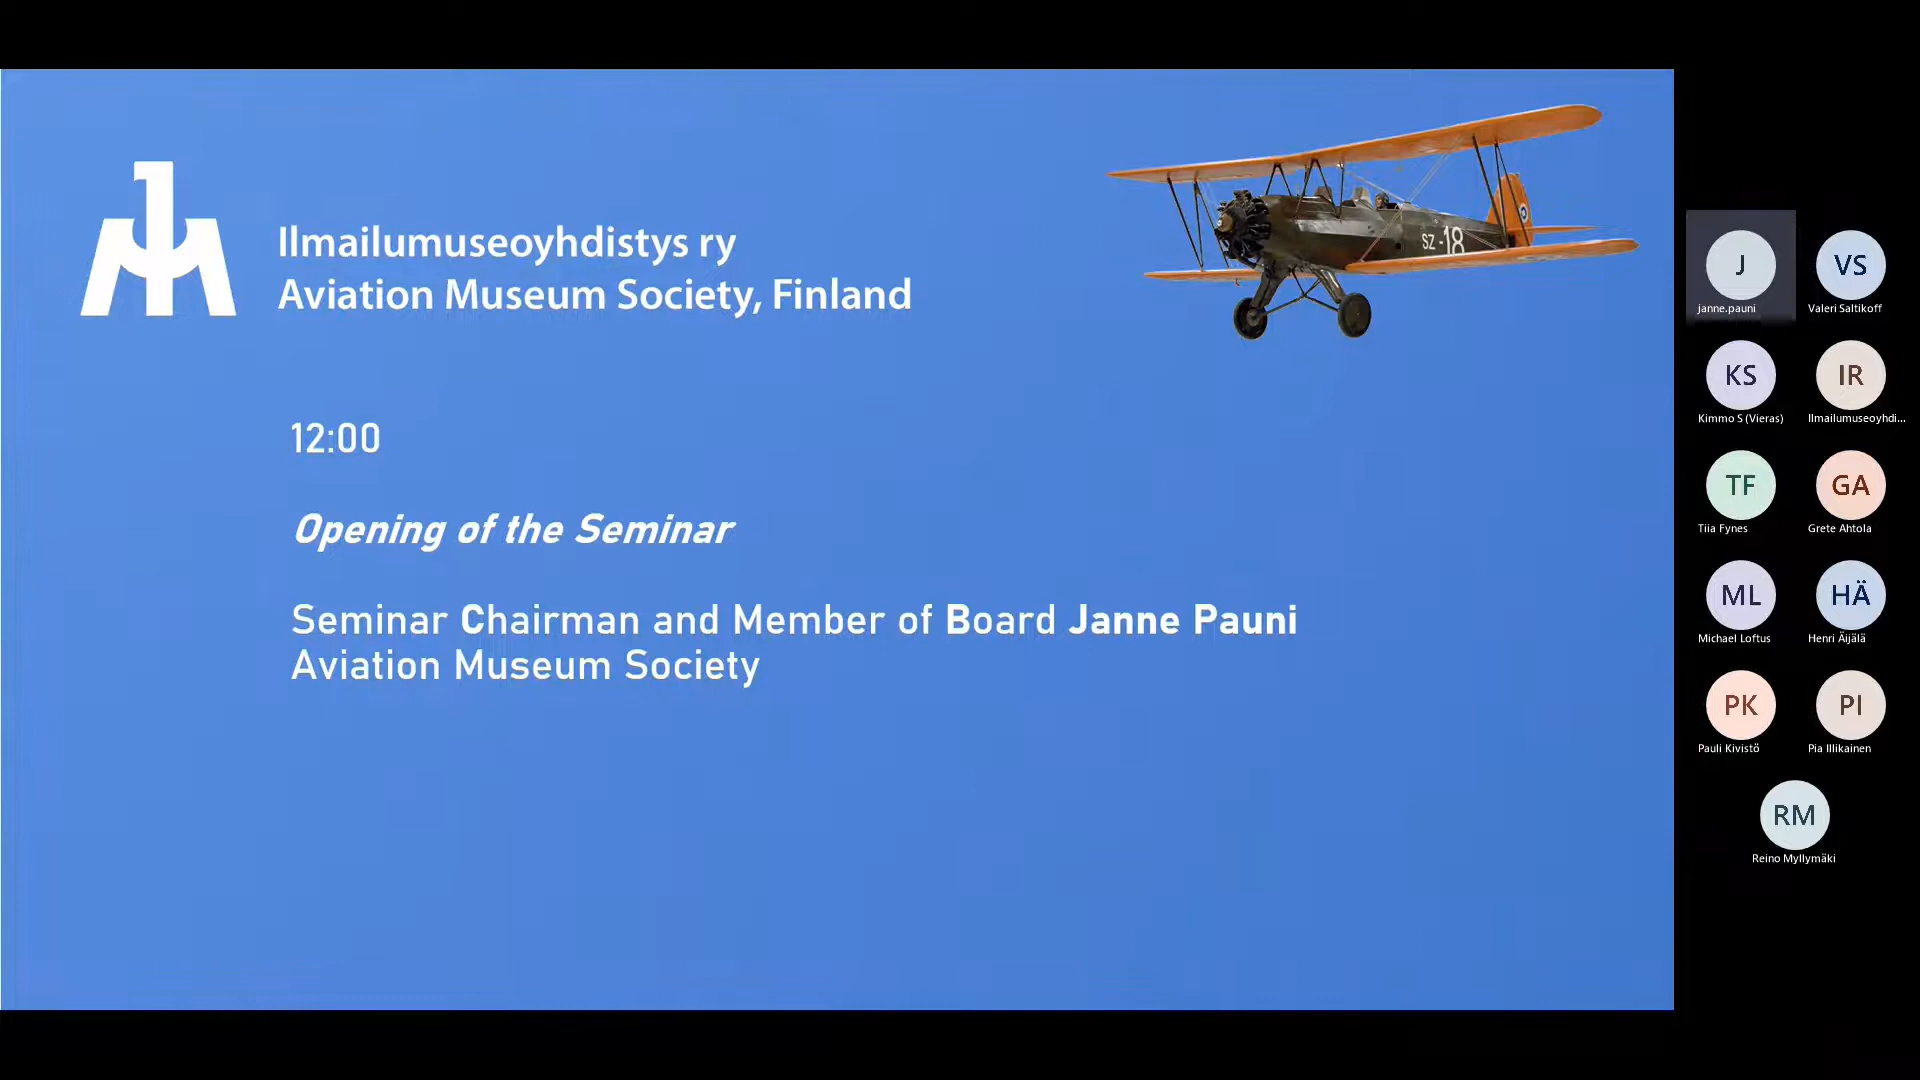 Ilmailumuseoyhdistys ry
Aviation Museum Society, Finland
SZ-18
12:00
Opening of the Seminar
Seminar Chairman and Member of Board Janne Pauni
Aviation Museum Society
J
janne.pauni
VS
Valeri Saltikoff
KS
Kimmo S (Vieras)
IR
Ilmailumuseoyhdi...
TF
Tiia Fynes
GA
Grete Ahtola
ML
Michael Loftus
HÄ
Henri Äijälä
PK
Pauli Kivistö
PI
Pia Illikainen
RM
Reino Myllymäki